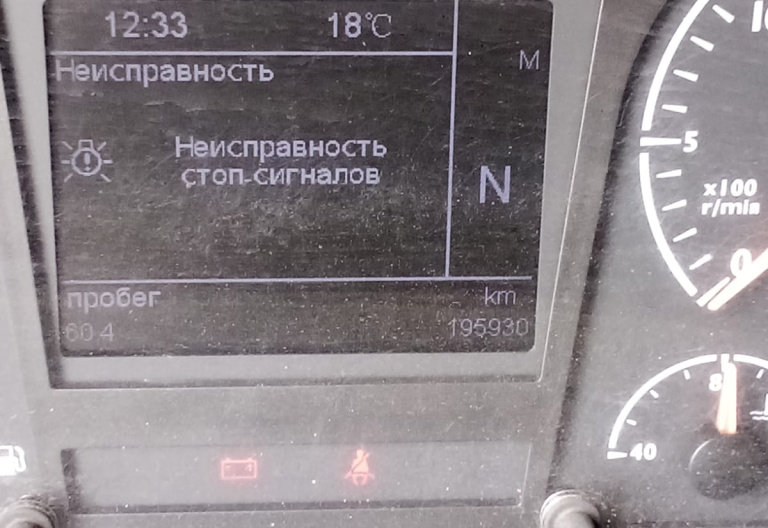 12:33 18°C
Неисправность
M
Неисправность
стоп-сигналов
N
пробег km
60.4 195930
5
x100
r/min
0
8
40